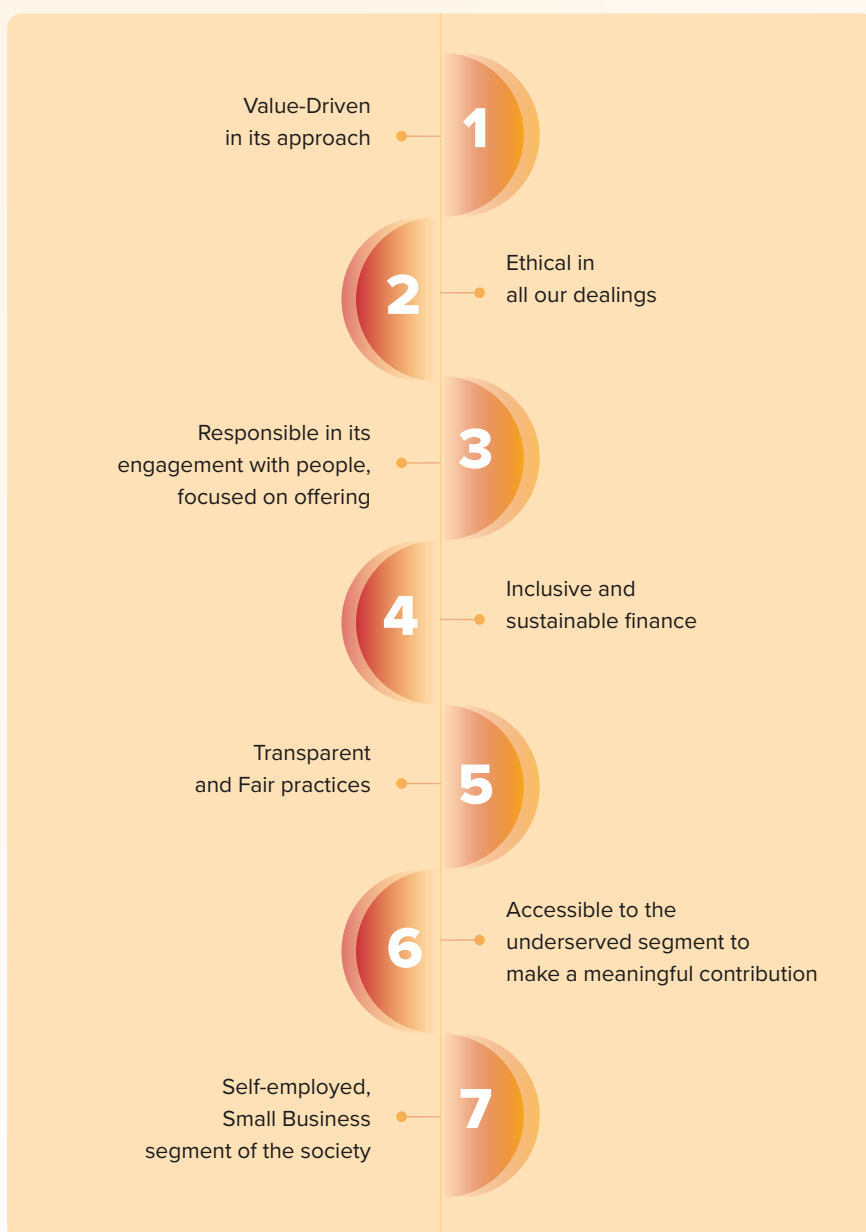 Value-Driven
in its approach
1
2
Ethical in
all our dealings
Responsible in its
engagement with people,
focused on offering
3
4
Inclusive and
sustainable finance
Transparent
and Fair practices
5
6
Accessible to the
underserved segment to
make a meaningful contribution
Self-employed,
Small Business
segment of the society
7